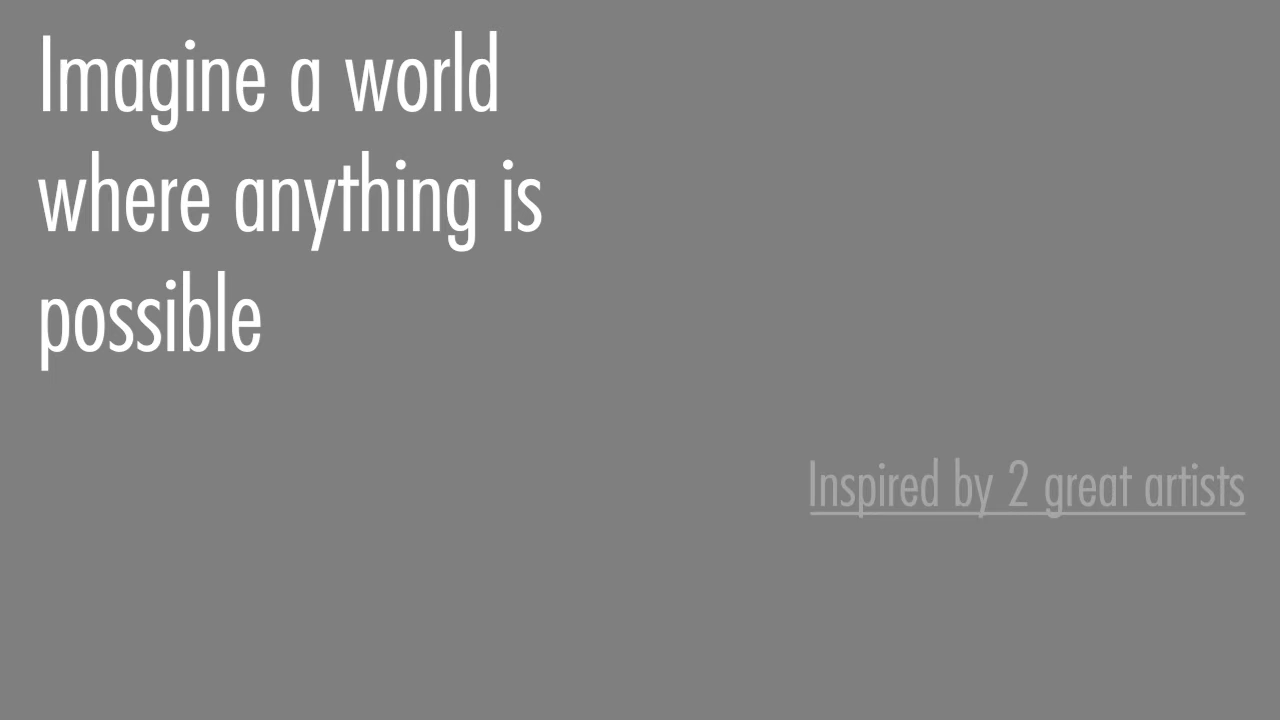 Imagine a world
where anything is
possible
Inspired by 2 great artists